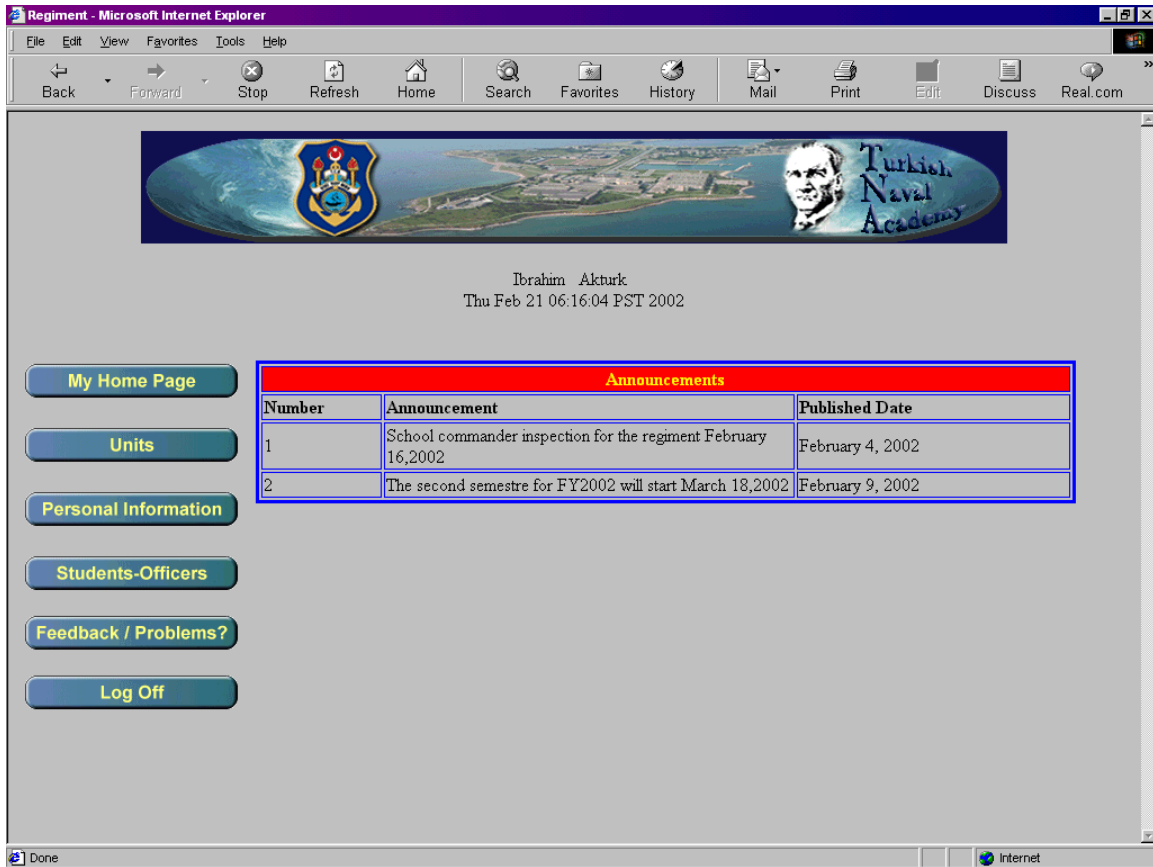 Regiment - Microsoft Internet Explorer
File Edit View Favorites Tools Help
Back Forward Stop Refresh Home Search Favorites History Mail Print Edit Discuss Real.com »
Turkish
Naval
Academy
Ibrahim Akturk
Thu Feb 21 06:16:04 PST 2002
My Home Page
Units
Personal Information
Students-Officers
Feedback / Problems?
Log Off
Announcements
Number Announcement Published Date
1 School commander inspection for the regiment February
16,2002 February 4, 2002
2 The second semestre for FY2002 will start March 18,2002 February 9, 2002
Done Internet